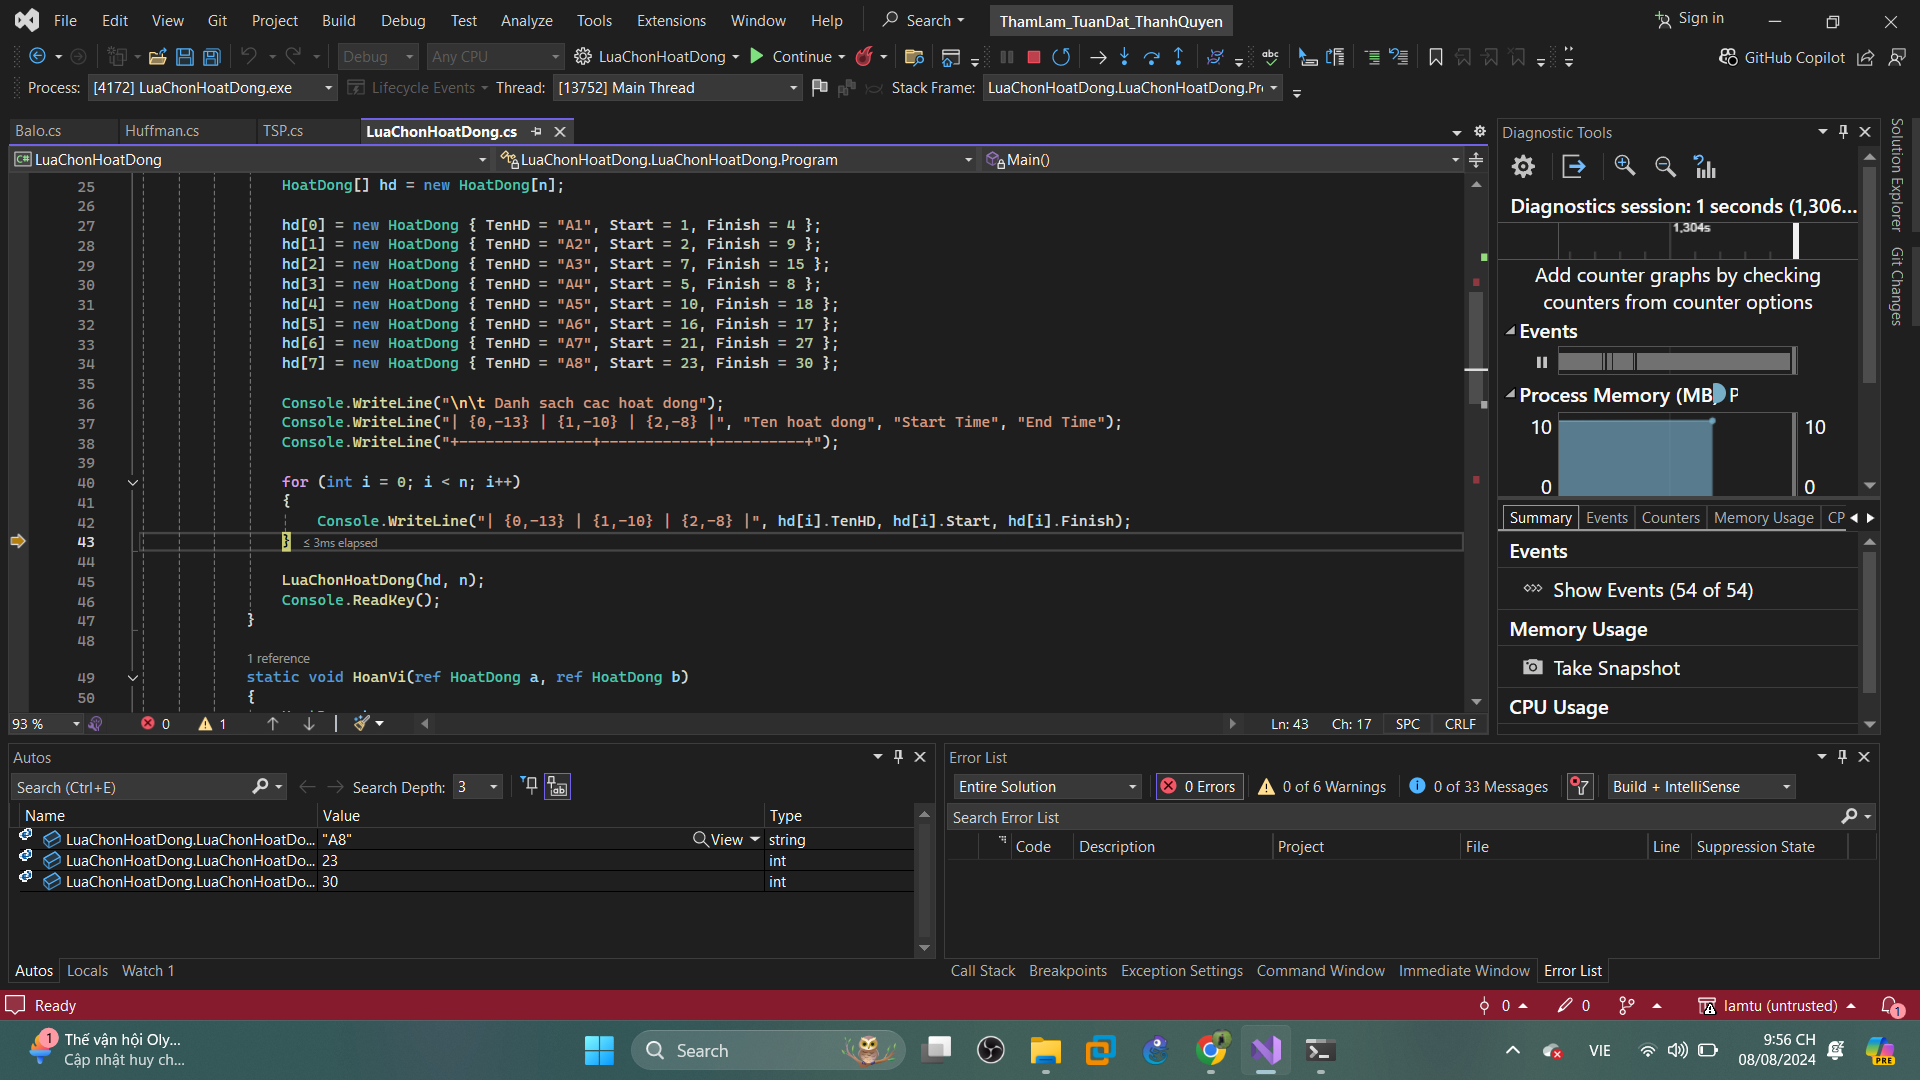 File Edit View Git Project Build Debug Test Analyze Tools Extensions Window Help Search ThamLam_TuanDat_ThanhQuyen Sign in
Debug Any CPU LuaChonHoatDong Continue GitHub Copilot
Process: [4172] LuaChonHoatDong.exe Lifecycle Events Thread: [13752] Main Thread Stack Frame: LuaChonHoatDong.LuaChonHoatDong.Pr
Balo.cs Huffman.cs TSP.cs LuaChonHoatDong.cs
LuaChonHoatDong LuaChonHoatDong.LuaChonHoatDong.Program Main()
25 HoatDong[] hd = new HoatDong[n];
26
27 hd[0] = new HoatDong { TenHD = "A1", Start = 1, Finish = 4 };
28 hd[1] = new HoatDong { TenHD = "A2", Start = 2, Finish = 9 };
29 hd[2] = new HoatDong { TenHD = "A3", Start = 7, Finish = 15 };
30 hd[3] = new HoatDong { TenHD = "A4", Start = 5, Finish = 8 };
31 hd[4] = new HoatDong { TenHD = "A5", Start = 10, Finish = 18 };
32 hd[5] = new HoatDong { TenHD = "A6", Start = 16, Finish = 17 };
33 hd[6] = new HoatDong { TenHD = "A7", Start = 21, Finish = 27 };
34 hd[7] = new HoatDong { TenHD = "A8", Start = 23, Finish = 30 };
35
36 Console.WriteLine("\n\t Danh sach cac hoat dong");
37 Console.WriteLine("| {0,-13} | {1,-10} | {2,-8} |", "Ten hoat dong", "Start Time", "End Time");
38 Console.WriteLine("+---------------+------------+----------+");
39
40 for (int i = 0; i < n; i++)
41 {
42 Console.WriteLine("| {0,-13} | {1,-10} | {2,-8} |", hd[i].TenHD, hd[i].Start, hd[i].Finish);
43 } ≤ 3ms elapsed
44
45 LuaChonHoatDong(hd, n);
46 Console.ReadKey();
47 }
48
1 reference
49 static void HoanVi(ref HoatDong a, ref HoatDong b)
50 {
93 % 0 1 Ln: 43 Ch: 17 SPC CRLF
Diagnostic Tools
Diagnostics session: 1 seconds (1,306...
1,304s
Add counter graphs by checking
counters from counter options
Events
Process Memory (MB) P
10 10
0 0
Summary Events Counters Memory Usage CP
Events
Show Events (54 of 54)
Memory Usage
Take Snapshot
CPU Usage
Solution Explorer
Git Changes
Autos
Search (Ctrl+E) Search Depth: 3
Name Value Type
LuaChonHoatDong.LuaChonHoatDo... "A8" View string
LuaChonHoatDong.LuaChonHoatDo... 23 int
LuaChonHoatDong.LuaChonHoatDo... 30 int
Autos Locals Watch 1
Error List
Entire Solution 0 Errors 0 of 6 Warnings 0 of 33 Messages Build + IntelliSense
Search Error List
Code Description Project File Line Suppression State
Call Stack Breakpoints Exception Settings Command Window Immediate Window Error List
Ready 0 0 lamtu (untrusted) 1
1 Thế vận hội Oly...
Cập nhật huy ch...
Search
VIE
9:56 CH
08/08/2024
PRE